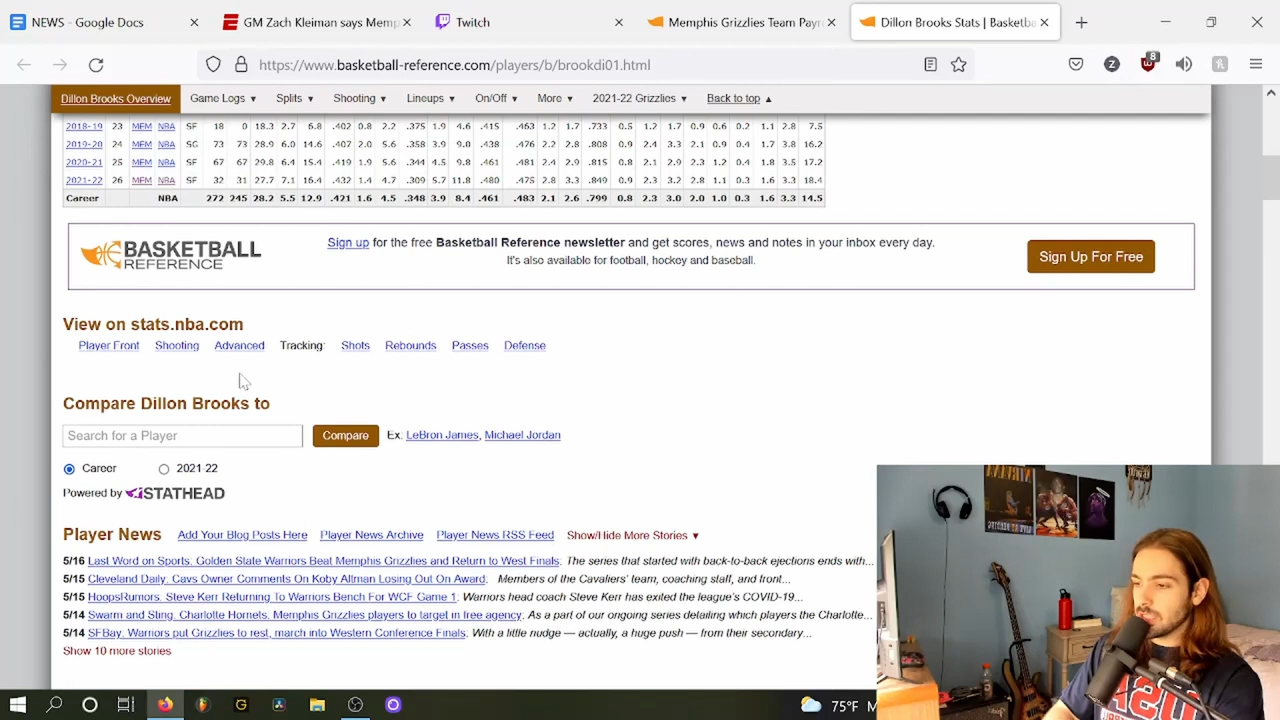 NEWS - Google Docs
GM Zach Kleiman says Memp
Twitch
Memphis Grizzlies Team Payro
Dillon Brooks Stats | Basketba
https://www.basketball-reference.com/players/b/brookdi01.html
8
Dillon Brooks Overview Game Logs Splits Shooting Lineups On/Off More 2021-22 Grizzlies Back to top
2018-19 23 MEM NBA SF 18 0 18.3 2.7 6.8 .402 0.8 2.2 .375 1.9 4.6 .415 .463 1.2 1.7 .733 0.5 1.2 1.7 0.9 0.6 0.2 1.1 2.8 7.5
2019-20 24 MEM NBA SG 73 73 28.9 6.0 14.6 .407 2.0 5.6 .358 3.9 9.0 .438 .476 2.2 2.8 .808 0.9 2.4 3.3 2.1 0.9 0.4 1.7 3.8 16.2
2020-21 25 MEM NBA SF 67 67 29.8 6.4 15.4 .419 1.9 5.6 .344 4.5 9.8 .461 .481 2.4 2.9 .815 0.8 2.1 2.9 2.3 1.2 0.4 1.8 3.5 17.2
2021-22 26 MEM NBA SF 32 31 27.7 7.1 16.4 .432 1.4 4.7 .309 5.7 11.8 .480 .475 2.8 3.3 .849 0.9 2.3 3.2 2.8 1.1 0.3 1.6 3.3 18.4
Career NBA 272 245 28.2 5.5 12.9 .421 1.6 4.5 .348 3.9 8.4 .461 .483 2.1 2.6 .799 0.8 2.3 3.0 2.0 1.0 0.3 1.6 3.3 14.5
BASKETBALL
REFERENCE
Sign up for the free Basketball Reference newsletter and get scores, news and notes in your inbox every day.
It's also available for football, hockey and baseball.
Sign Up For Free
View on stats.nba.com
Player Front Shooting Advanced Tracking: Shots Rebounds Passes Defense
Compare Dillon Brooks to
Search for a Player Compare Ex: LeBron James, Michael Jordan
Career 2021-22
Powered by STATHEAD
Player News Add Your Blog Posts Here Player News Archive Player News RSS Feed Show/Hide More Stories
5/16 Last Word on Sports: Golden State Warriors Beat Memphis Grizzlies and Return to West Finals: The series that started with back-to-back ejections ends with...
5/15 Cleveland Daily: Cavs Owner Comments On Koby Altman Losing Out On Award: Members of the Cavaliers' team, coaching staff, and front...
5/15 HoopsRumors: Steve Kerr Returning To Warriors Bench For WCF Game 1: Warriors head coach Steve Kerr has exited the league's COVID-19...
5/14 Swarm and Sting: Charlotte Hornets: Memphis Grizzlies players to target in free agency: As a part of our ongoing series detailing which players the Charlotte...
5/14 SFBay: Warriors put Grizzlies to rest, march into Western Conference Finals: With a little nudge — actually, a huge push — from their secondary...
Show 10 more stories
75°F M